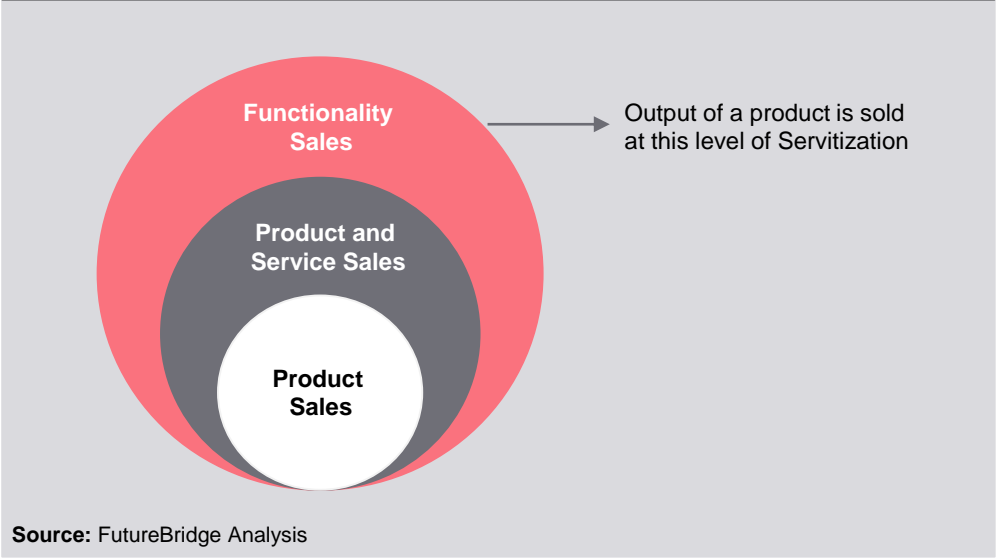 Functionality
Sales
Output of a product is sold
at this level of Servitization
Product and
Service Sales
Product
Sales
Source: FutureBridge Analysis